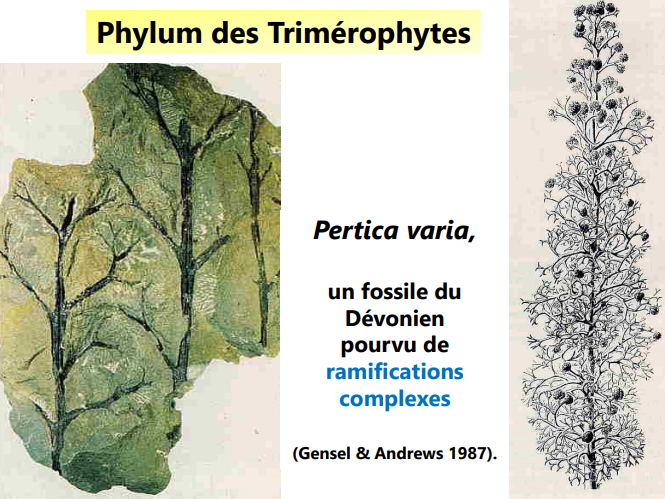 Phylum des Trimérophytes
Pertica varia,
un fossile du
Dévonien
pourvu de
ramifications
complexes
(Gensel & Andrews 1987).